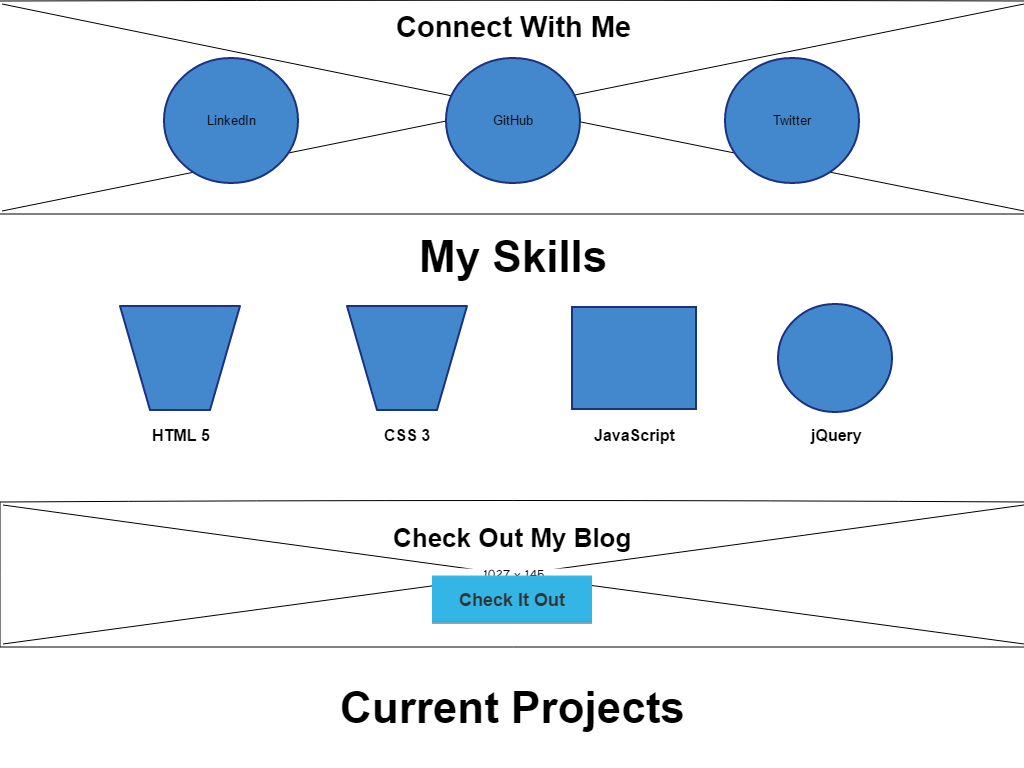 Connect With Me
LinkedIn GitHub Twitter
My Skills
HTML 5 CSS 3 JavaScript jQuery
Check Out My Blog
1027 x 145
Check It Out
Current Projects